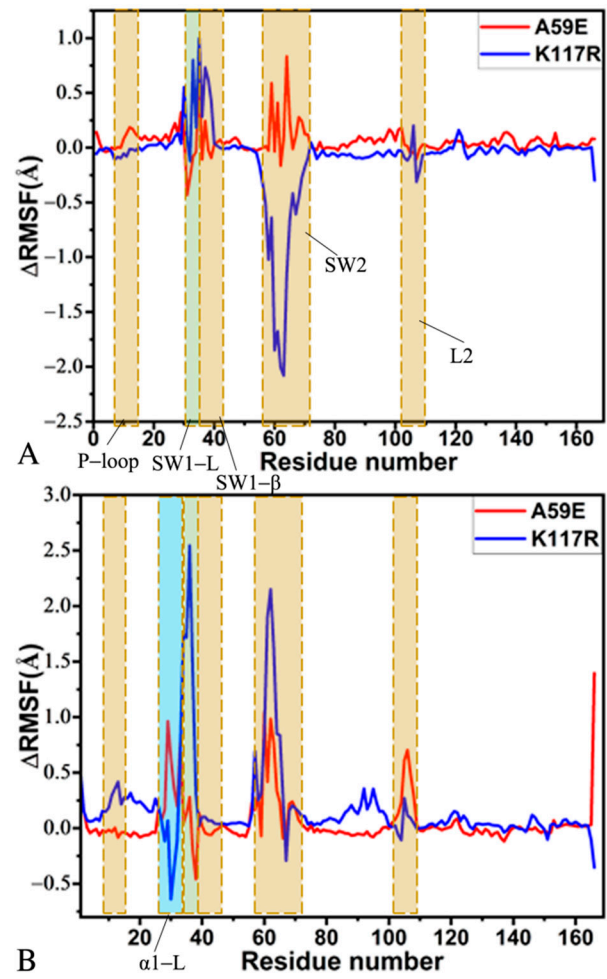 A59E
K117R
ΔRMSF(Å)
1.0
0.5
0.0
−0.5
−1.0
−1.5
−2.0
−2.5
SW2
L2
0 20 40 60 80 100 120 140 160
A
P−loop SW1−L SW1−β
Residue number
A59E
K117R
ΔRMSF(Å)
3.0
2.5
2.0
1.5
1.0
0.5
0.0
−0.5
20 40 60 80 100 120 140 160
B
α1−L
Residue number